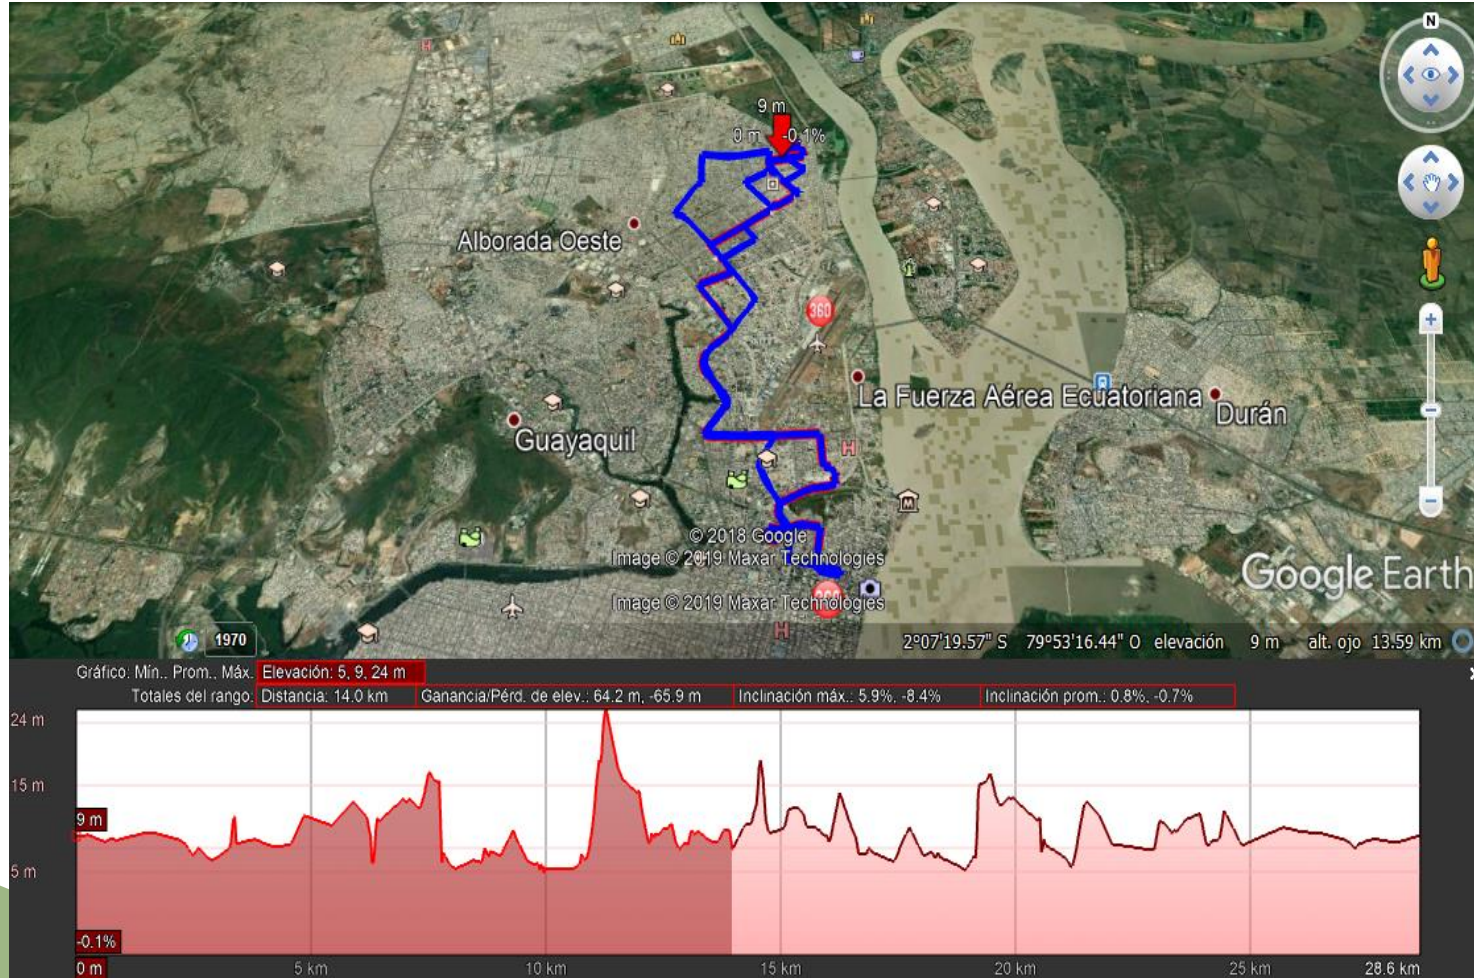 N
9 m
0 m -0.1%
Alborada Oeste
360
La Fuerza Aérea Ecuatoriana
Durán
Guayaquil
H
H
H
M
© 2018 Google
Image © 2019 Maxar Technologies
Image © 2019 Maxar Technologies
Google Earth
1970
2°07'19.57" S 79°53'16.44" O elevación 9 m alt. ojo 13.59 km
Gráfico: Mín.. Prom., Máx. Elevación: 5, 9, 24 m
Totales del rango: Distancia: 14.0 km Ganancia/Pérd. de elev.: 64.2 m, -65.9 m Inclinación máx.: 5.9%, -8.4% Inclinación prom.: 0.8%, -0.7%
24 m
15 m
9 m
5 m
-0.1%
0 m 5 km 10 km 15 km 20 km 25 km 28.6 km